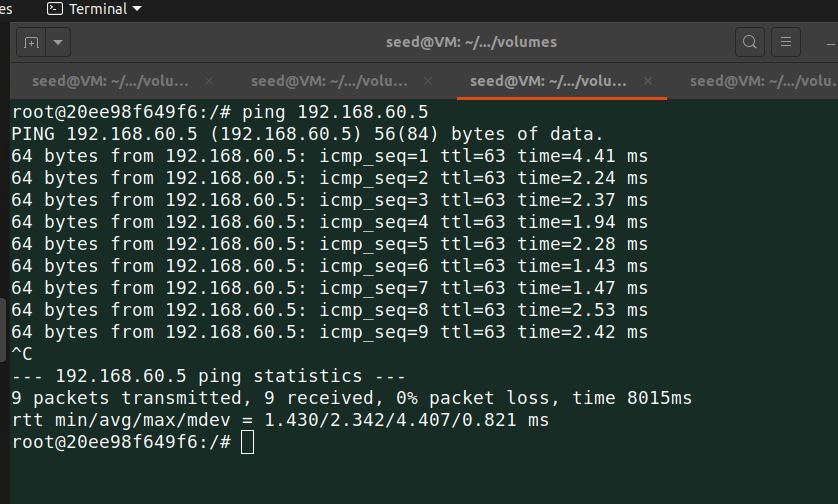 es Terminal
seed@VM: ~/.../volumes
seed@VM: ~/.../volu... × seed@VM: ~/.../volu... × seed@VM: ~/.../volu... × seed@VM: ~/.../volu.
root@20ee98f649f6:/# ping 192.168.60.5
PING 192.168.60.5 (192.168.60.5) 56(84) bytes of data.
64 bytes from 192.168.60.5: icmp_seq=1 ttl=63 time=4.41 ms
64 bytes from 192.168.60.5: icmp_seq=2 ttl=63 time=2.24 ms
64 bytes from 192.168.60.5: icmp_seq=3 ttl=63 time=2.37 ms
64 bytes from 192.168.60.5: icmp_seq=4 ttl=63 time=1.94 ms
64 bytes from 192.168.60.5: icmp_seq=5 ttl=63 time=2.28 ms
64 bytes from 192.168.60.5: icmp_seq=6 ttl=63 time=1.43 ms
64 bytes from 192.168.60.5: icmp_seq=7 ttl=63 time=1.47 ms
64 bytes from 192.168.60.5: icmp_seq=8 ttl=63 time=2.53 ms
64 bytes from 192.168.60.5: icmp_seq=9 ttl=63 time=2.42 ms
^C
--- 192.168.60.5 ping statistics ---
9 packets transmitted, 9 received, 0% packet loss, time 8015ms
rtt min/avg/max/mdev = 1.430/2.342/4.407/0.821 ms
root@20ee98f649f6:/#